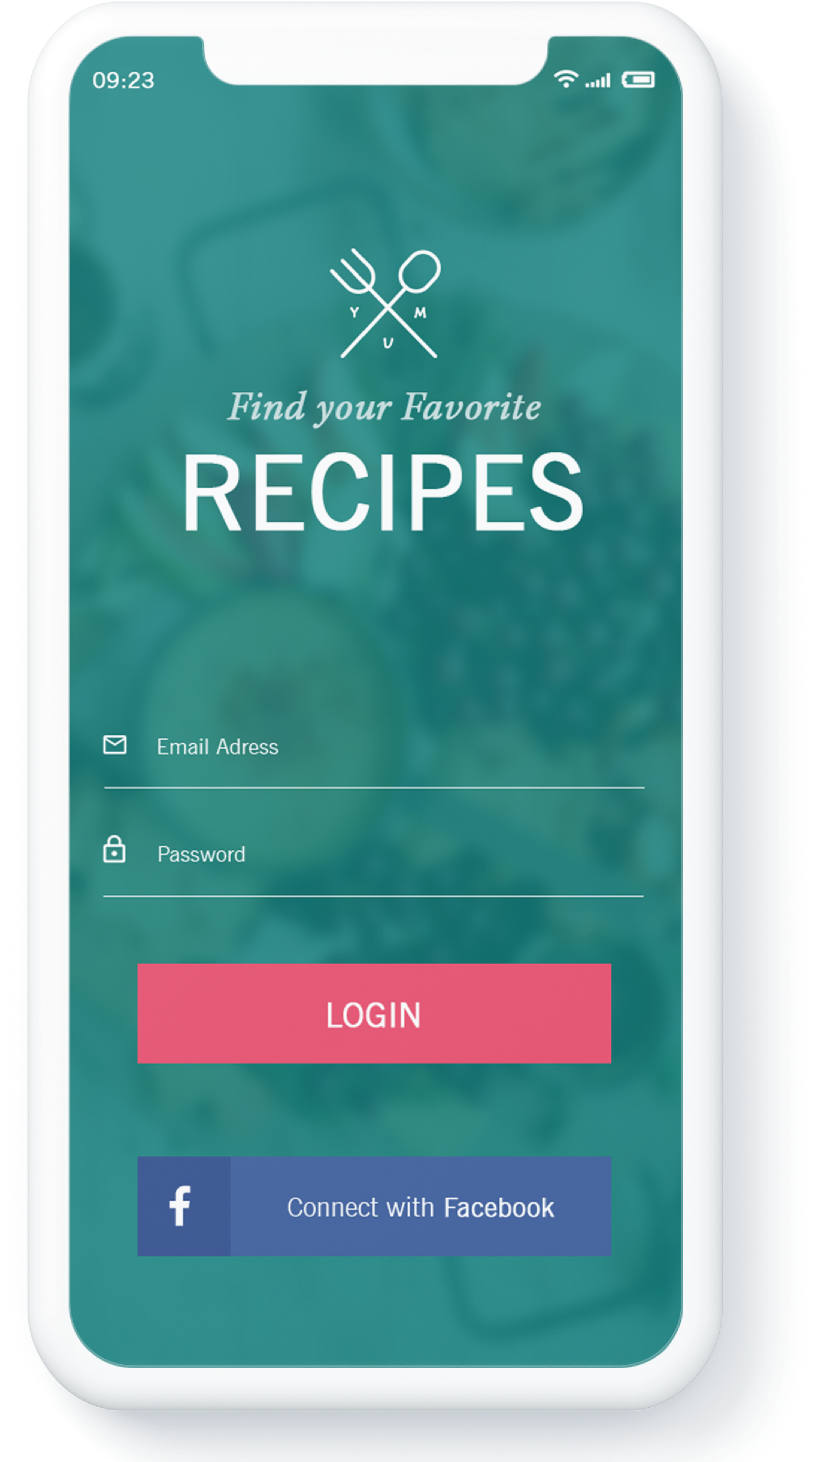 09:23
Y M
U
Find your Favorite
RECIPES
Email Adress
Password
LOGIN
f Connect with Facebook